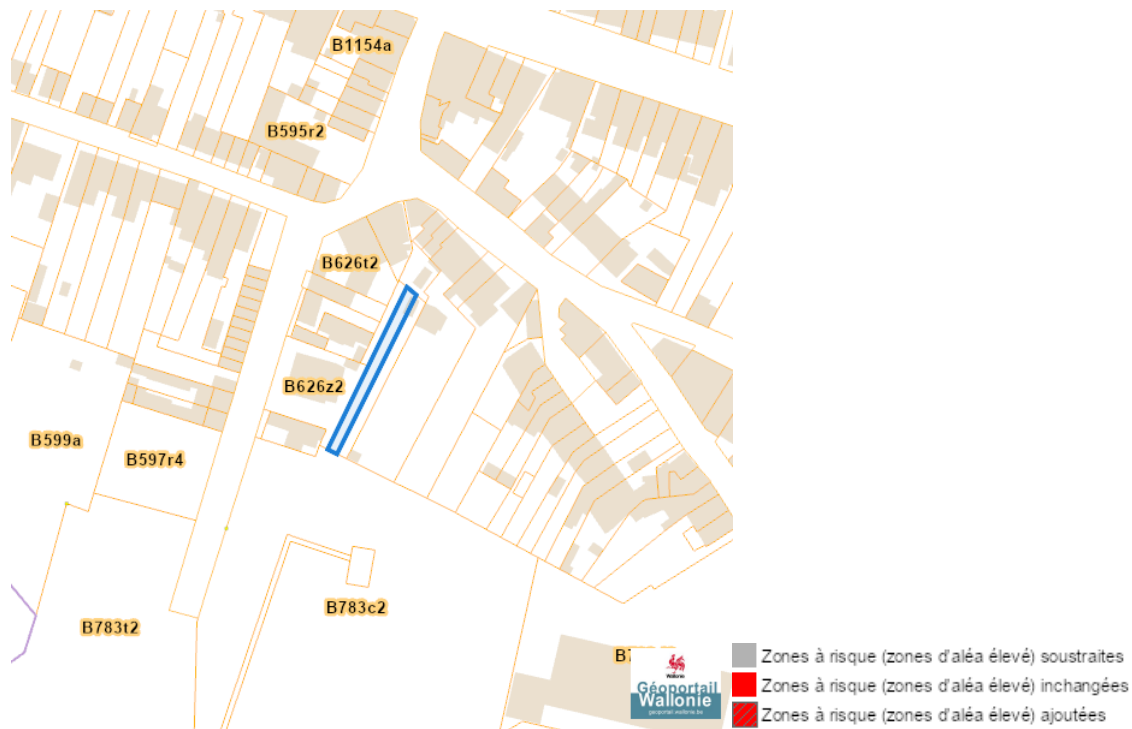 B1154a
B595r2
B626t2
B626z2
B599a
B597r4
B783c2
B783t2
Wallonie
Géoportail
Wallonie
geoportail.wallonie.be
Zones à risque (zones d'aléa élevé) soustraites
Zones à risque (zones d'aléa élevé) inchangées
Zones à risque (zones d'aléa élevé) ajoutées